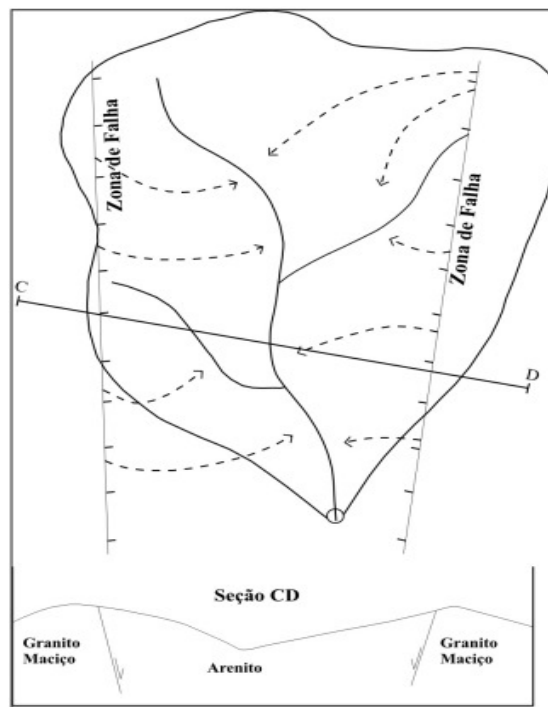 Zona de Falha
Zona de Falha
C
D
Seção CD
Granito
Maciço
Arenito
Granito
Maciço